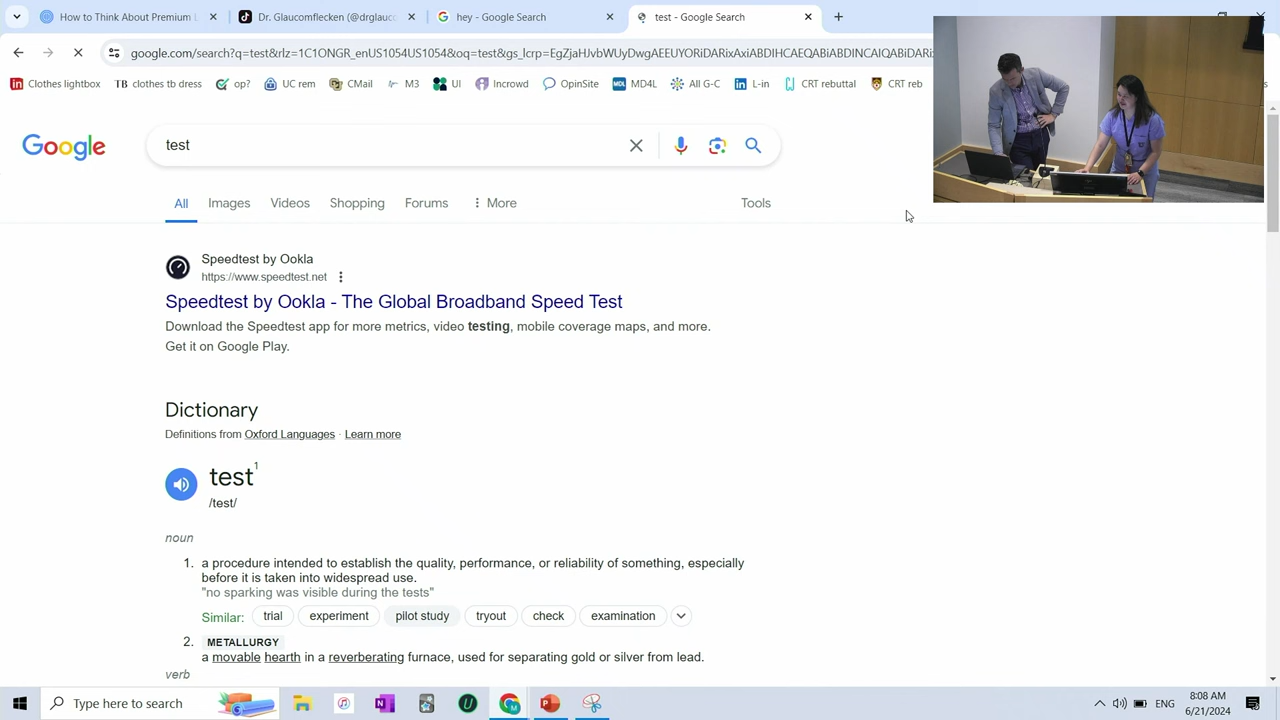 How to Think About Premium L
Dr. Glaucomflecken (@drglauc
hey - Google Search
test - Google Search
google.com/search?q=test&rlz=1C1ONGR_enUS1054US1054&oq=test&gs_lcrp=EgZjaHJvbWUyDwgAEEUYORiDARixAxiABDIHCAEQABiABDINCAIQABiDARix
Clothes lightbox
TB clothes tb dress
op?
UC rem
CMail
M3
UI
Incrowd
OpinSite
MD4L
All G-C
L-in
CRT rebuttal
CRT reb
Google
test
All
Images
Videos
Shopping
Forums
More
Tools
Speedtest by Ookla
https://www.speedtest.net
Speedtest by Ookla - The Global Broadband Speed Test
Download the Speedtest app for more metrics, video testing, mobile coverage maps, and more.
Get it on Google Play.
Dictionary
Definitions from Oxford Languages · Learn more
test1
/test/
noun
1. a procedure intended to establish the quality, performance, or reliability of something, especially
before it is taken into widespread use.
"no sparking was visible during the tests"
Similar: trial experiment pilot study tryout check examination
2. METALLURGY
a movable hearth in a reverberating furnace, used for separating gold or silver from lead.
verb
Type here to search
ENG
8:08 AM
6/21/2024